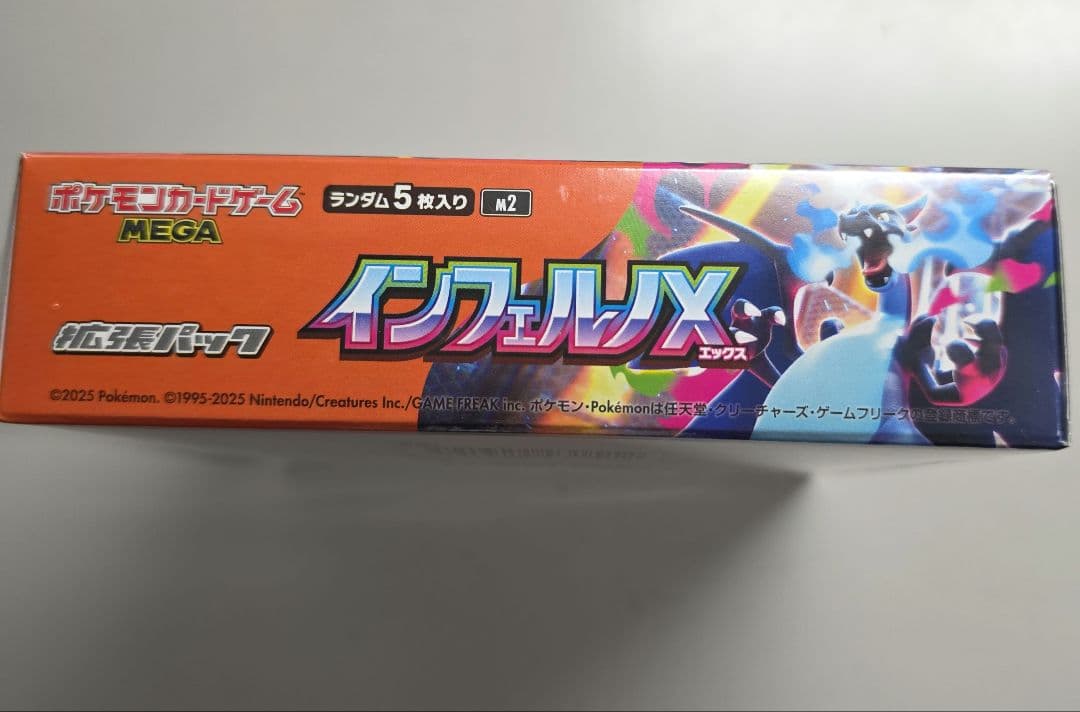 ポケモンカードゲーム™
MEGA
ランダム5枚入り
M2
インフェルノX
エックス
拡張パック
©2025 Pokémon. ©1995-2025 Nintendo/Creatures Inc./GAME FREAK inc. ポケモン・Pokémonは任天堂・クリーチャーズ・ゲームフリークの登録商標です。